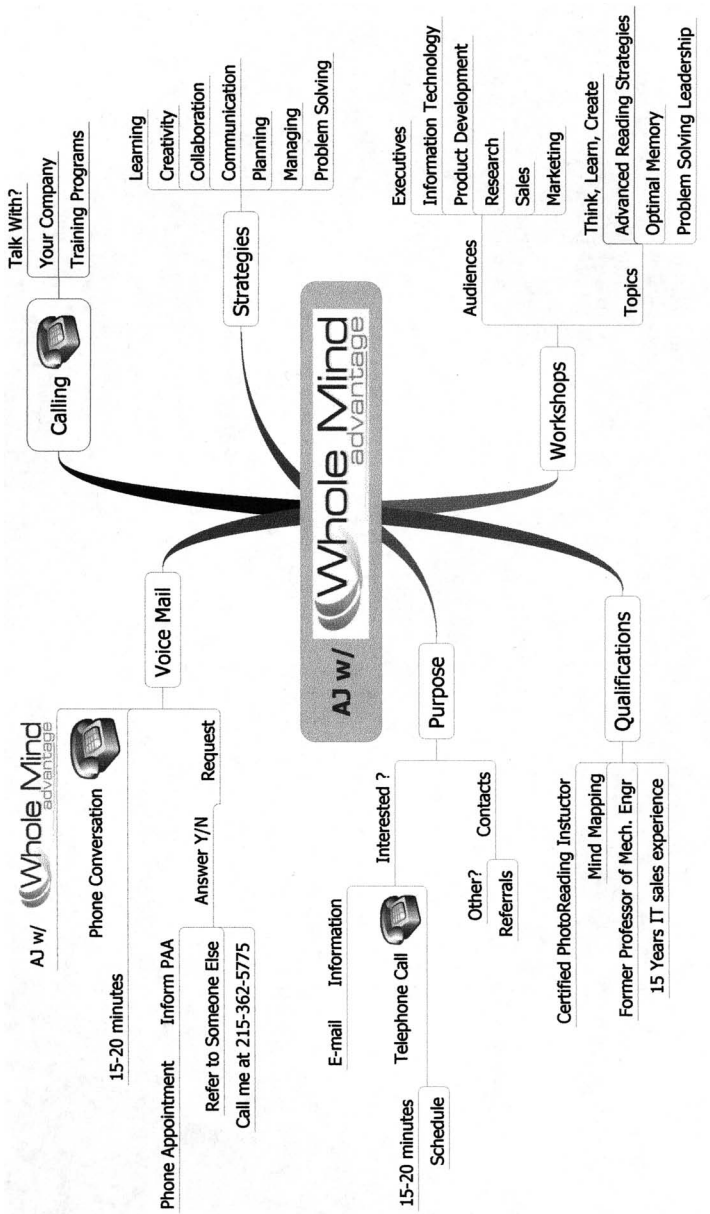 AJ w/ Whole Mind
advantage
Calling
Talk With?
Your Company
Training Programs
Strategies
Learning
Creativity
Collaboration
Communication
Planning
Managing
Problem Solving
Workshops
Audiences
Executives
Information Technology
Product Development
Research
Sales
Marketing
Topics
Think, Learn, Create
Advanced Reading Strategies
Optimal Memory
Problem Solving Leadership
Voice Mail
AJ w/ Whole Mind
advantage
Phone Conversation
15-20 minutes
Request
Answer Y/N
Phone Appointment Inform PAA
Refer to Someone Else
Call me at 215-362-5775
Purpose
Interested ?
E-mail Information
Telephone Call
15-20 minutes
Schedule
Contacts
Other?
Referrals
Qualifications
Certified PhotoReading Instuctor
Mind Mapping
Former Professor of Mech. Engr
15 Years IT sales experience